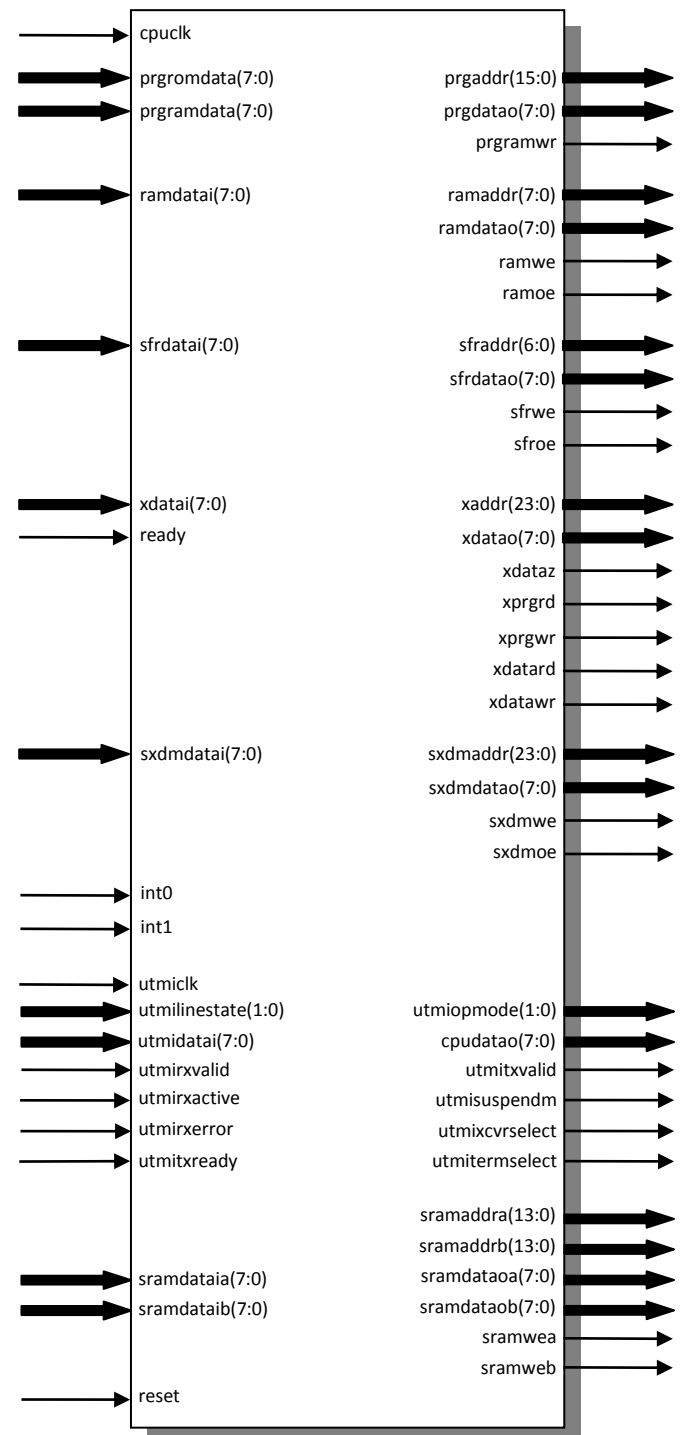 cpuclk
prgromdata(7:0)
prgaddr(15:0)
prgramdata(7:0)
prgdatao(7:0)
prgramwr
ramdatai(7:0)
ramaddr(7:0)
ramdatao(7:0)
ramwe
ramoe
sfrdatai(7:0)
sfraddr(6:0)
sfrdatao(7:0)
sfrwe
sfroe
xdatai(7:0)
xaddr(23:0)
ready
xdatao(7:0)
xdataz
xprgrd
xprgwr
xdatard
xdatawr
sxdmdatai(7:0)
sxdmaddr(23:0)
sxdmdatao(7:0)
sxdmwe
sxdmoe
int0
int1
utmiclk
utmilinestate(1:0)
utmiopmode(1:0)
utmidatai(7:0)
cpudatao(7:0)
utmirxvalid
utmitxvalid
utmirxactive
utmisuspendm
utmirxerror
utmixcvrselect
utmitxready
utmitermselect
sramaddra(13:0)
sramaddrb(13:0)
sramdataia(7:0)
sramdataoa(7:0)
sramdataib(7:0)
sramdataob(7:0)
sramwea
sramweb
reset